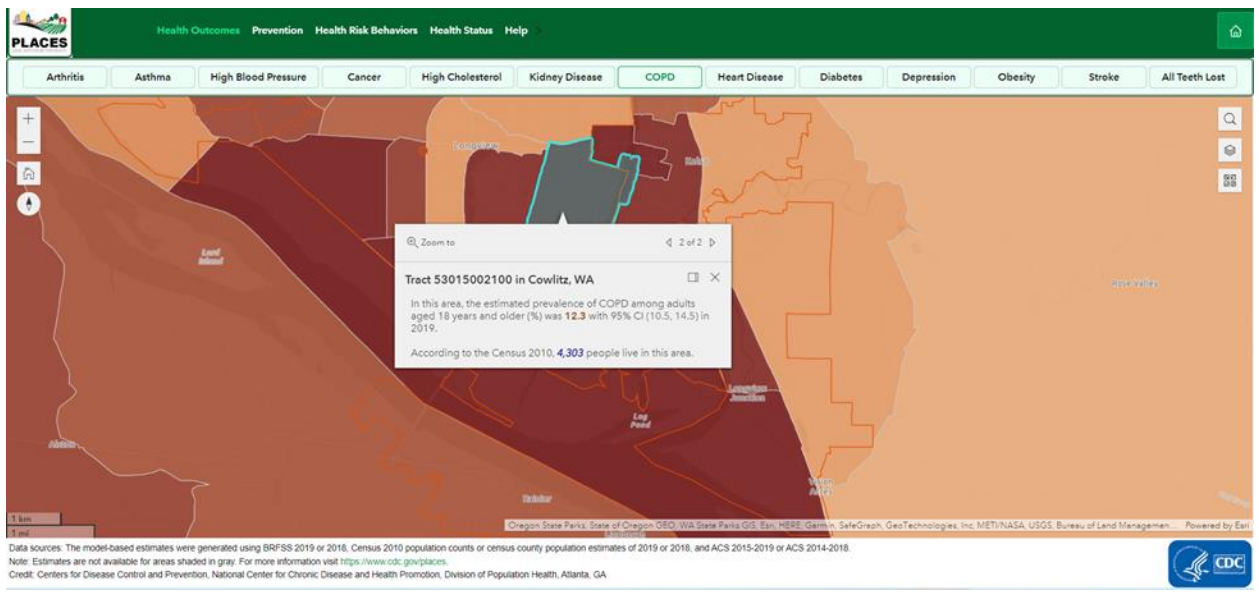 PLACES
Health Outcomes Prevention Health Risk Behaviors Health Status Help
Arthritis Asthma High Blood Pressure Cancer High Cholesterol Kidney Disease COPD Heart Disease Diabetes Depression Obesity Stroke All Teeth Lost
Longview
Kelso
Zoom to 2 of 2
Tract 53015002100 in Cowlitz, WA
In this area, the estimated prevalence of COPD among adults
aged 18 years and older (%) was 12.3 with 95% CI (10.5, 14.5) in
2019.
According to the Census 2010, 4,303 people live in this area.
Lord
Island
Rose Valley
Longview
Junction
Log
Pond
Alston
Rainier
1 km
1 mi
Oregon State Parks, State of Oregon GEO, WA State Parks GIS, Esri, HERE, Garmin, SafeGraph, GeoTechnologies, Inc, METI/NASA, USGS, Bureau of Land Managemen... Powered by Esri
Data sources: The model-based estimates were generated using BRFSS 2019 or 2018, Census 2010 population counts or census county population estimates of 2019 or 2018, and ACS 2015-2019 or ACS 2014-2018.
Note: Estimates are not available for areas shaded in gray. For more information visit https://www.cdc.gov/places.
Credit: Centers for Disease Control and Prevention, National Center for Chronic Disease and Health Promotion, Division of Population Health, Atlanta, GA
CDC